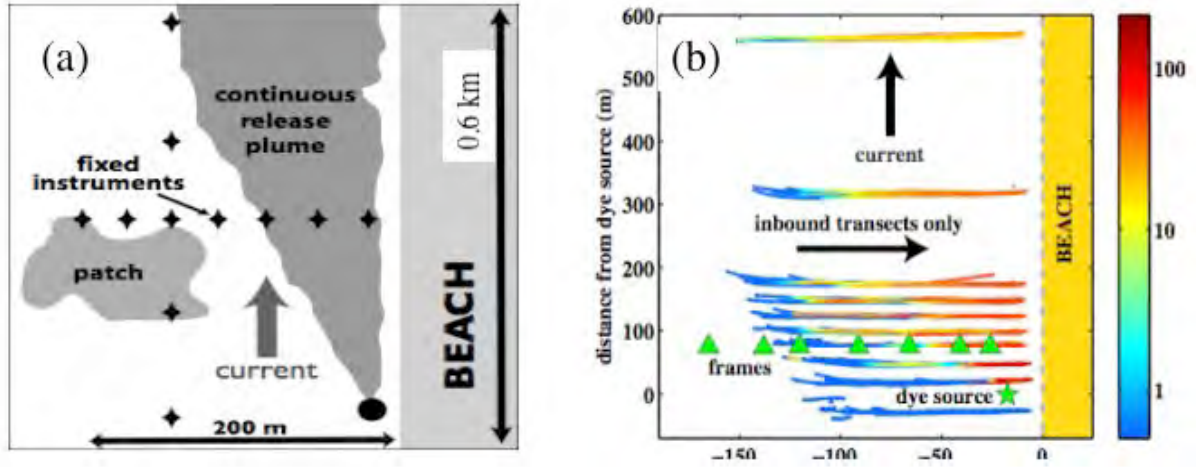 (a)
continuous
release
plume
fixed
instruments
patch
current
200 m
0.6 km
BEACH
(b)
600
500
400
300
200
100
0
distance from dye source (m)
current
inbound transects only
frames
dye source
BEACH
-150
-100
-50
0
100
10
1